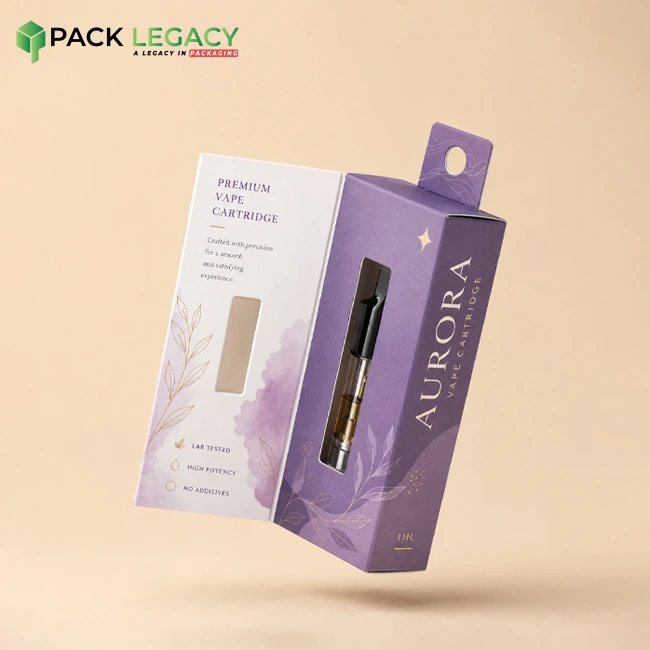 PACK LEGACY
A LEGACY IN PACKAGING
PREMIUM
VAPE
CARTRIDGE
Crafted with precision
for a smooth
and satisfying
experience.
LAB TESTED
HIGH POTENCY
NO ADDITIVES
AURORA
VAPE CARTRIDGE
1ML